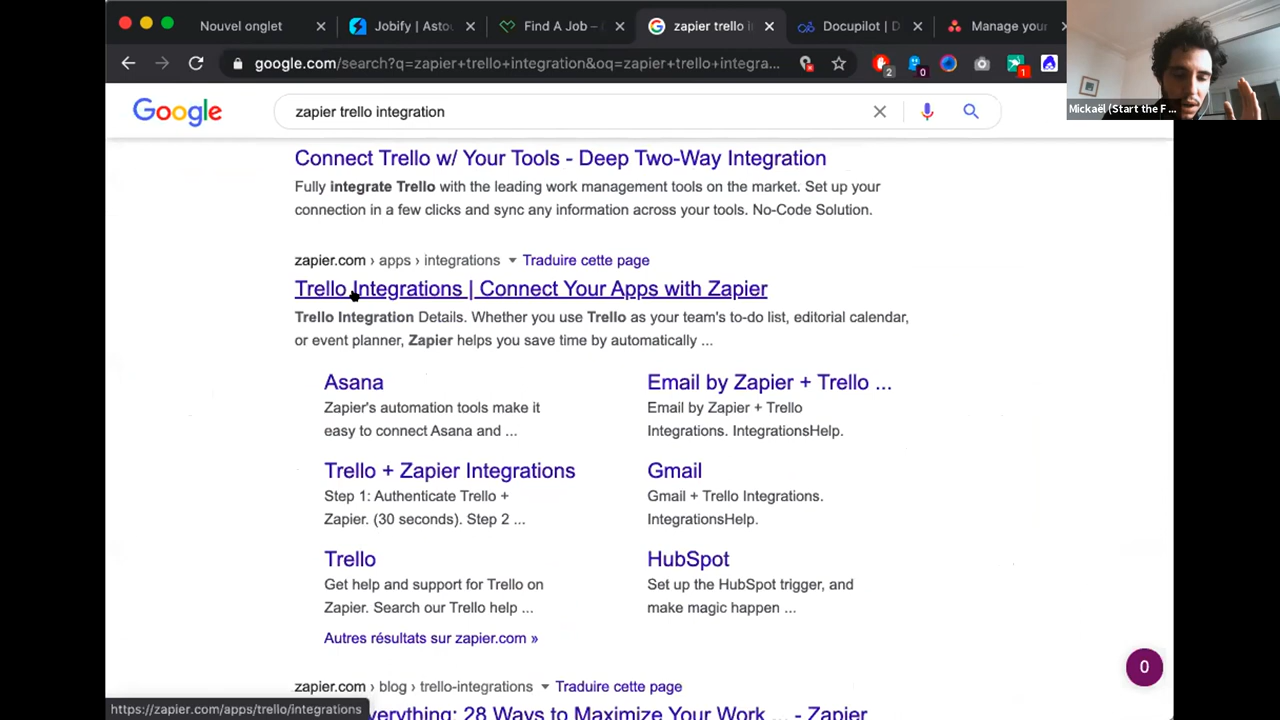 Nouvel onglet
Jobify | Asto
Find A Job –
zapier trello i
Docupilot | D
Manage your
google.com/search?q=zapier+trello+integration&oq=zapier+trello+integra...
2
0
1
Mickaël (Start the F ...
Google
zapier trello integration
Connect Trello w/ Your Tools - Deep Two-Way Integration
Fully integrate Trello with the leading work management tools on the market. Set up your
connection in a few clicks and sync any information across your tools. No-Code Solution.
zapier.com › apps › integrations
Traduire cette page
Trello Integrations | Connect Your Apps with Zapier
Trello Integration Details. Whether you use Trello as your team's to-do list, editorial calendar,
or event planner, Zapier helps you save time by automatically ...
Asana
Zapier's automation tools make it
easy to connect Asana and ...
Email by Zapier + Trello ...
Email by Zapier + Trello
Integrations. IntegrationsHelp.
Trello + Zapier Integrations
Step 1: Authenticate Trello +
Zapier. (30 seconds). Step 2 ...
Gmail
Gmail + Trello Integrations.
IntegrationsHelp.
Trello
Get help and support for Trello on
Zapier. Search our Trello help ...
HubSpot
Set up the HubSpot trigger, and
make magic happen ...
Autres résultats sur zapier.com »
0
zapier.com › blog › trello-integrations
Traduire cette page
https://zapier.com/apps/trello/integrations
verything: 28 Ways to Maximize Your Work ... - Zapier